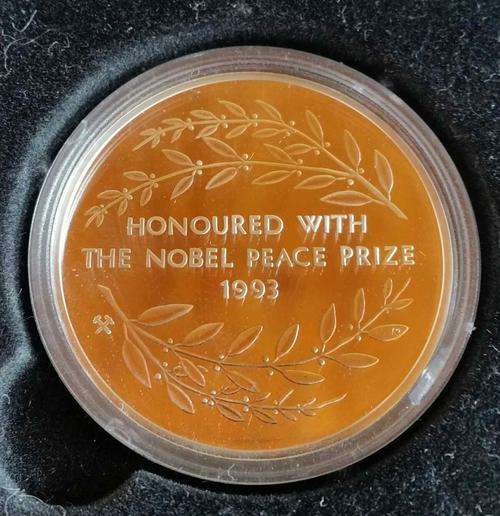 HONOURED WITH
THE NOBEL PEACE PRIZE
1993